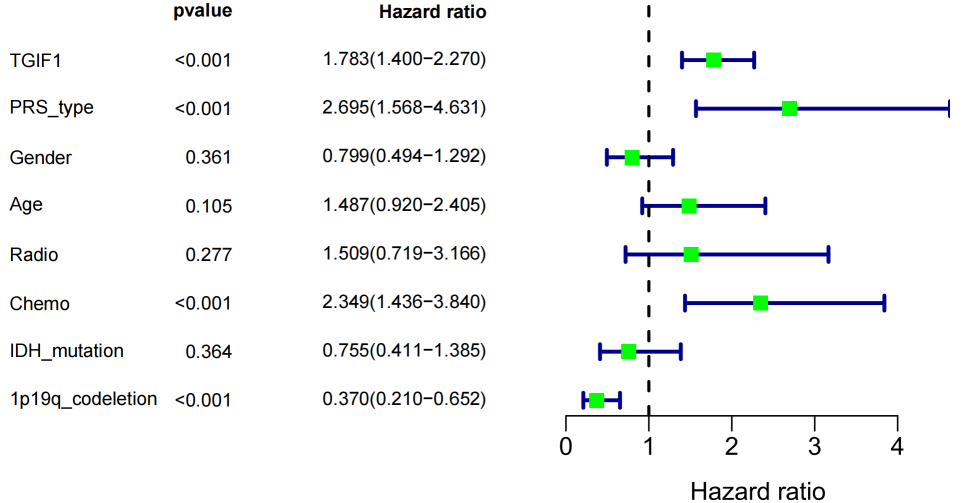 pvalue Hazard ratio
TGIF1 <0.001 1.783(1.400−2.270)
PRS_type <0.001 2.695(1.568−4.631)
Gender 0.361 0.799(0.494−1.292)
Age 0.105 1.487(0.920−2.405)
Radio 0.277 1.509(0.719−3.166)
Chemo <0.001 2.349(1.436−3.840)
IDH_mutation 0.364 0.755(0.411−1.385)
1p19q_codeletion <0.001 0.370(0.210−0.652)
0 1 2 3 4
Hazard ratio